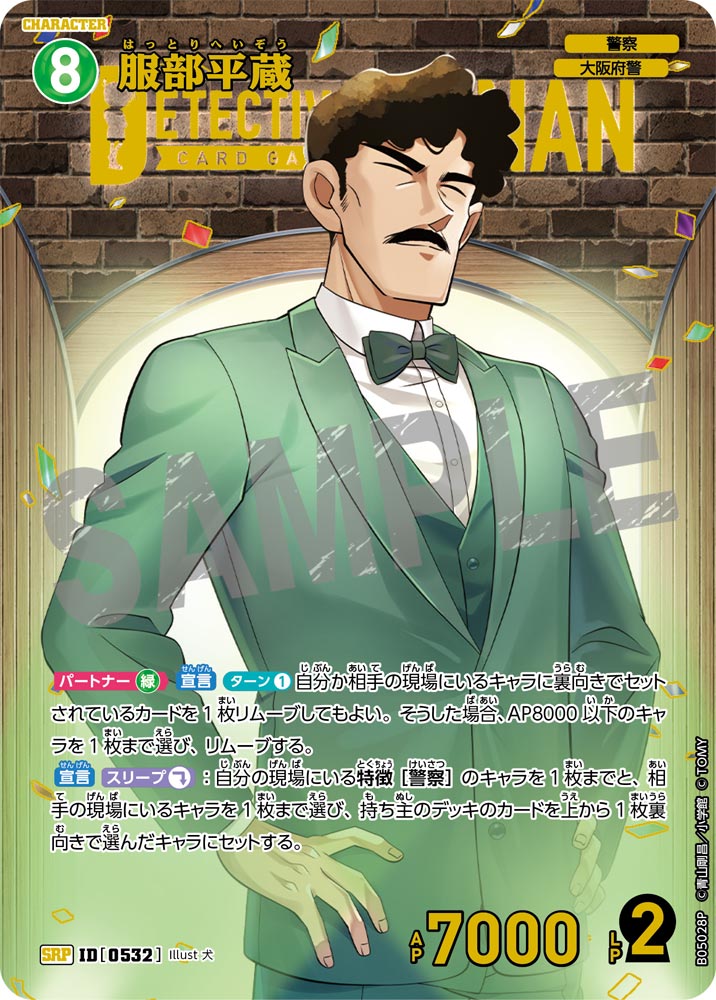 CHARACTER
8
はっとりへいぞう
服部平蔵
警察
大阪府警
DETECTIV
NAN
CARD GA
SAMPLE
パートナー 緑 宣言 ターン1 自分か相手の現場にいるキャラに裏向きでセット
されているカードを1枚リムーブしてもよい。そうした場合、AP8000以下のキャ
ラを1枚まで選び、リムーブする。
宣言 スリープ :自分の現場にいる特徴[警察]のキャラを1枚までと、相
手の現場にいるキャラを1枚まで選び、持ち主のデッキのカードを上から1枚裏
向きで選んだキャラにセットする。
AP 7000 LP 2
SRP ID[0532] Illust 犬
B05028P ©青山剛昌/小学館 ©TOMY